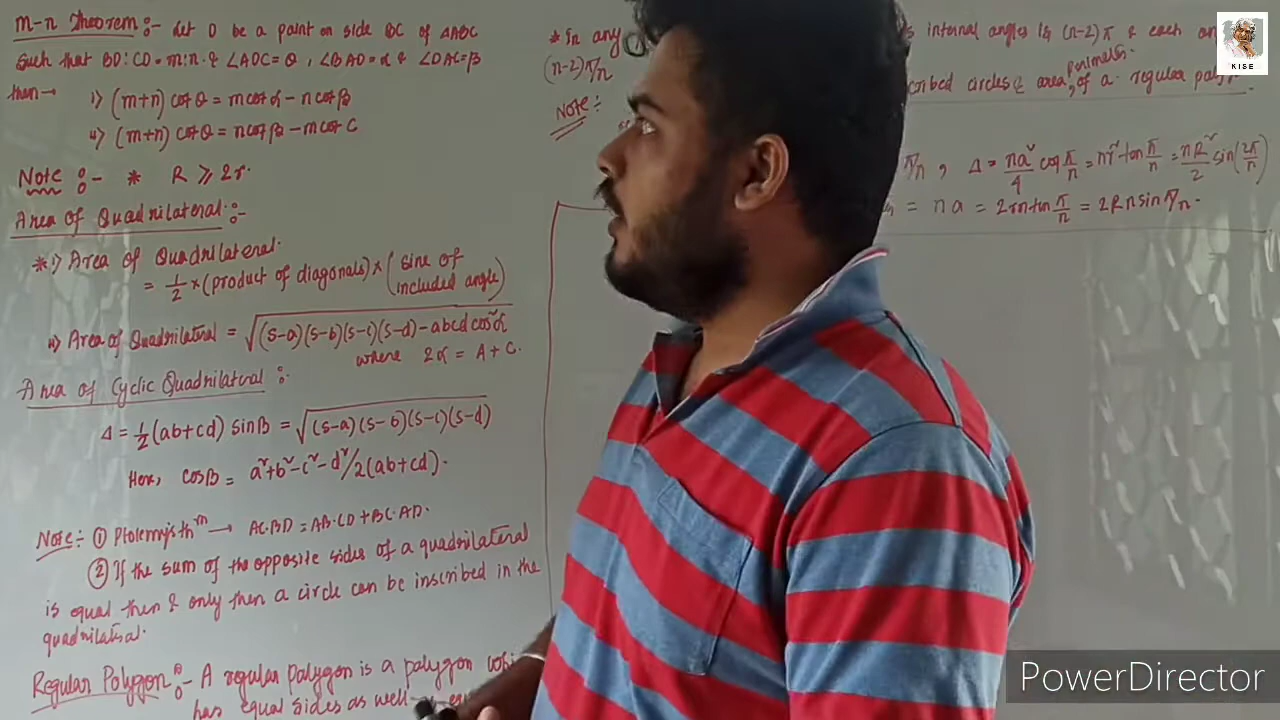 m-n Theorem :- Let D be a point on side BC of ΔABC
Such that BD:CD = m:n & ∠ADC = θ, ∠BAD = α & ∠DAC = β
then → i) (m+n) cot θ = m cot α - n cot β
ii) (m+n) cot θ = n cot B - m cot C
Note :- * R ⩾ 2r.
Area of Quadrilateral :-
* i) Area of Quadrilateral.
= 1/2 × (product of diagonals) × (sine of included angle)
ii) Area of Quadrilateral = √(s-a)(s-b)(s-c)(s-d) - abcd cos²α
where 2α = A + C.
Area of Cyclic Quadrilateral :-
Δ = 1/2 (ab+cd) sin B = √(s-a)(s-b)(s-c)(s-d)
Here, cos B = a²+b²-c²-d²/2(ab+cd).
Note :- ① Ptolemy's thm → AC·BD = AB·CD + BC·AD.
② If the sum of the opposite sides of a quadrilateral
is equal then & only then a circle can be inscribed in the
quadrilateral.
Regular Polygon :- A regular polygon is a polygon
has equal sides as well
* In any
internal angles is (n-2)π & each
(n-2)π/n
Note :-
circles & area, perimeter of a regular
π/n , Δ = na²/4 cot π/n = nr² tan π/n = nR²/2 sin(2π/n)
= na = 2rn tan π/n = 2Rn sin π/n.
KISE
PowerDirector